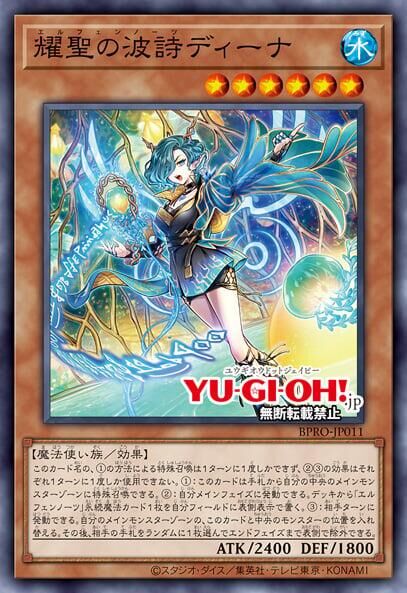 エルフェンノーツ
耀聖の波詩ディーナ
水
ユウギオウドットジェイピー
YU-GI-OH!.jp
無断転載禁止
BPRO-JP011
【魔法使い族／効果】
このカード名の、①の方法による特殊召喚は1ターンに1度しかできず、②③の効果はそれ
ぞれ1ターンに1度しか使用できない。①：このカードは手札から自分の中央のメインモ
ンスターゾーンに特殊召喚できる。②：自分メインフェイズに発動できる。デッキから「エル
フェンノーツ」永続魔法カード1枚を自分フィールドに表側表示で置く。③：相手ターンに
発動できる。自分のメインモンスターゾーンの、このカードと中央のモンスターの位置を入れ
替える。その後、相手の手札をランダムに1枚選んでエンドフェイズまで表側で除外できる。
ATK/2400 DEF/1800
©スタジオ・ダイス／集英社・テレビ東京・KONAMI